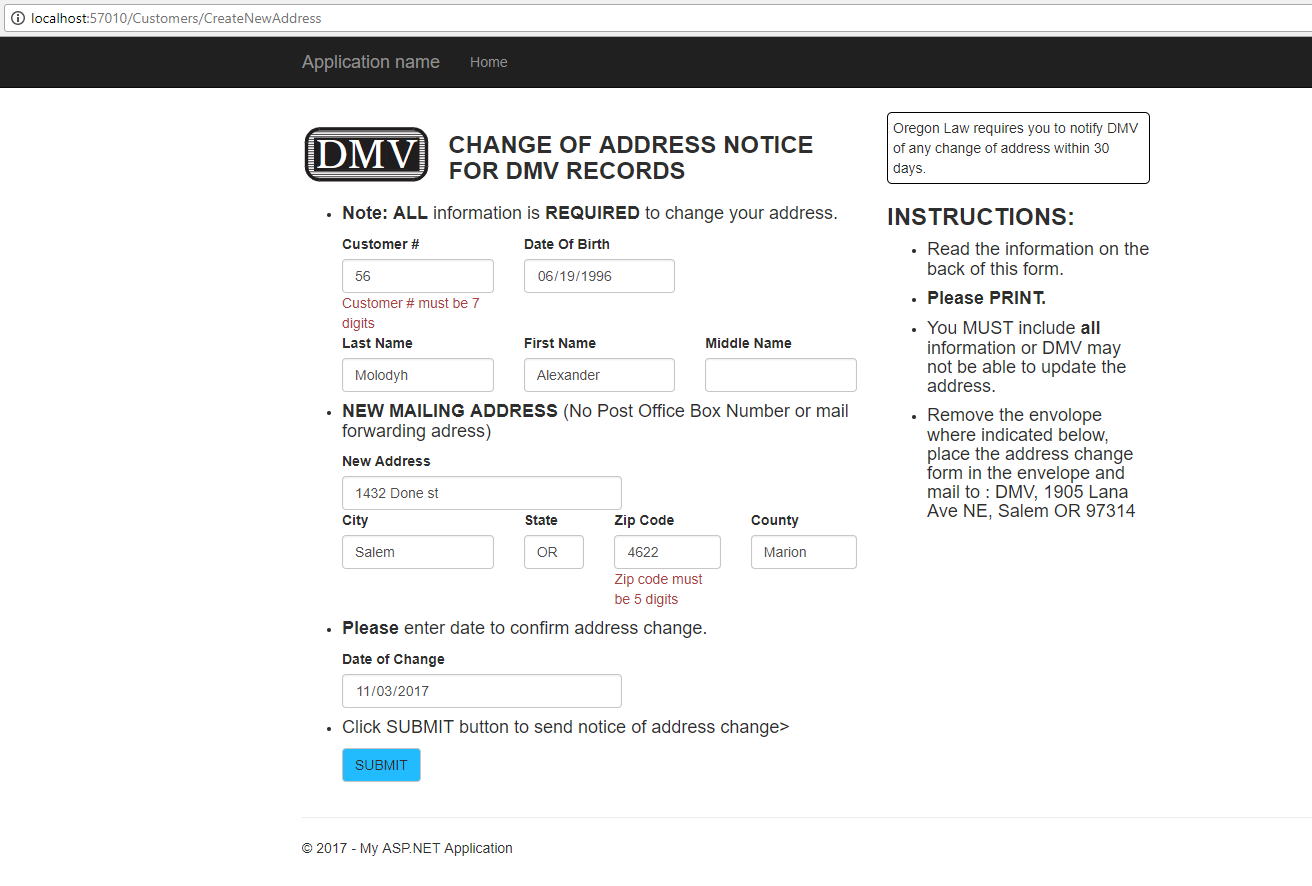 localhost:57010/Customers/CreateNewAddress
Application name Home
DMV
CHANGE OF ADDRESS NOTICE
FOR DMV RECORDS
Note: ALL information is REQUIRED to change your address.
Customer # Date Of Birth
56 06/19/1996
Customer # must be 7
digits
Last Name First Name Middle Name
Molodyh Alexander
NEW MAILING ADDRESS (No Post Office Box Number or mail
forwarding adress)
New Address
1432 Done st
City State Zip Code County
Salem OR 4622 Marion
Zip code must
be 5 digits
Please enter date to confirm address change.
Date of Change
11/03/2017
Click SUBMIT button to send notice of address change>
SUBMIT
Oregon Law requires you to notify DMV
of any change of address within 30
days.
INSTRUCTIONS:
Read the information on the
back of this form.
Please PRINT.
You MUST include all
information or DMV may
not be able to update the
address.
Remove the envolope
where indicated below,
place the address change
form in the envelope and
mail to : DMV, 1905 Lana
Ave NE, Salem OR 97314
© 2017 - My ASP.NET Application